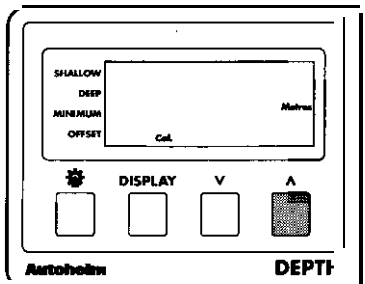 SHALLOW
DEEP
MINIMUM
OFFSET
Metres
Cal.
DISPLAY V Λ
Autohelm
DEPTH